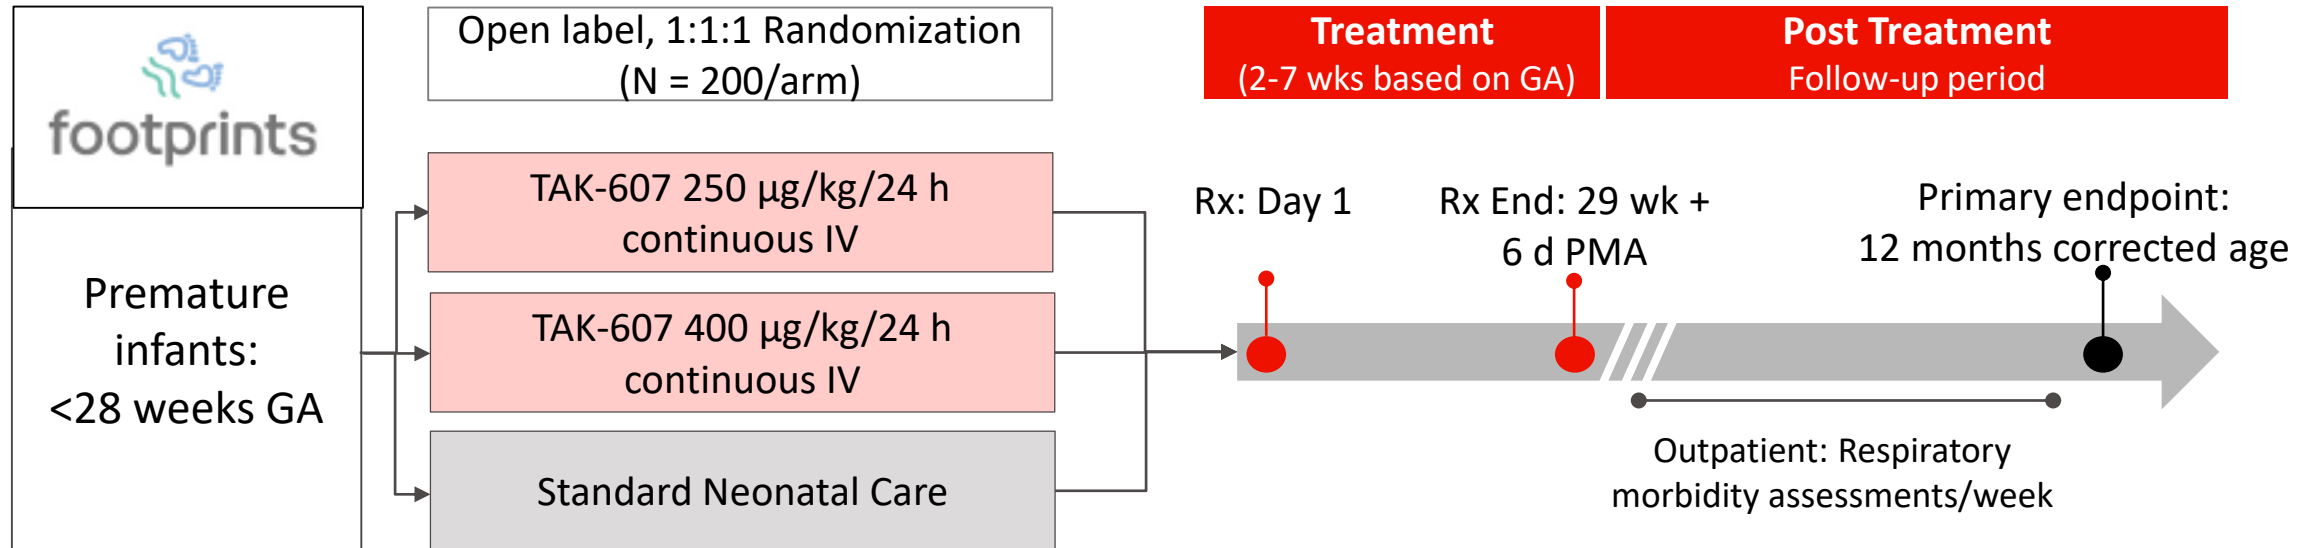 footprints
Premature
infants:
<28 weeks GA
Open label, 1:1:1 Randomization
(N = 200/arm)
TAK-607 250 µg/kg/24 h
continuous IV
TAK-607 400 µg/kg/24 h
continuous IV
Standard Neonatal Care
Treatment
(2-7 wks based on GA)
Post Treatment
Follow-up period
Rx: Day 1
Rx End: 29 wk +
6 d PMA
Primary endpoint:
12 months corrected age
Outpatient: Respiratory
morbidity assessments/week